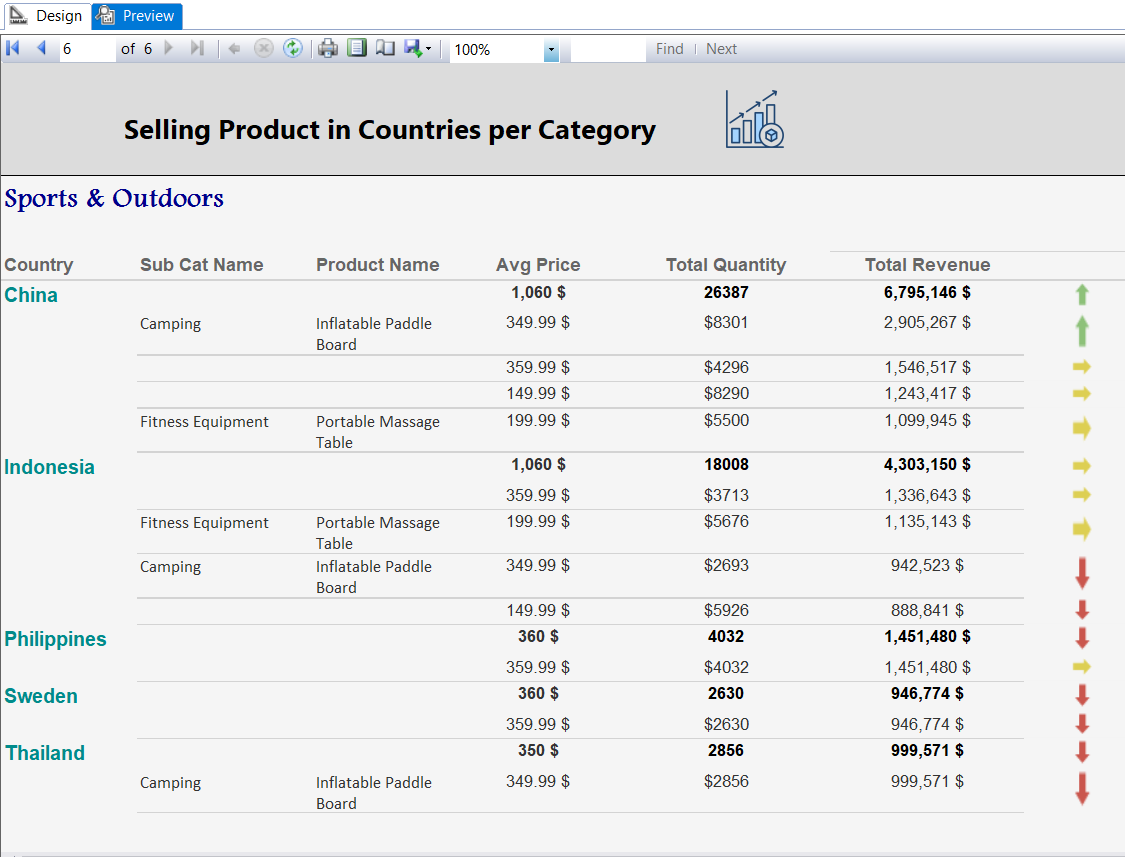 Design Preview
6 of 6 100% Find Next
Selling Product in Countries per Category
Sports & Outdoors
Country Sub Cat Name Product Name Avg Price Total Quantity Total Revenue
China 1,060 $ 26387 6,795,146 $
Camping Inflatable Paddle 349.99 $ $8301 2,905,267 $
Board
359.99 $ $4296 1,546,517 $
149.99 $ $8290 1,243,417 $
Fitness Equipment Portable Massage 199.99 $ $5500 1,099,945 $
Table
Indonesia 1,060 $ 18008 4,303,150 $
359.99 $ $3713 1,336,643 $
Fitness Equipment Portable Massage 199.99 $ $5676 1,135,143 $
Table
Camping Inflatable Paddle 349.99 $ $2693 942,523 $
Board
149.99 $ $5926 888,841 $
Philippines 360 $ 4032 1,451,480 $
359.99 $ $4032 1,451,480 $
Sweden 360 $ 2630 946,774 $
359.99 $ $2630 946,774 $
Thailand 350 $ 2856 999,571 $
Camping Inflatable Paddle 349.99 $ $2856 999,571 $
Board